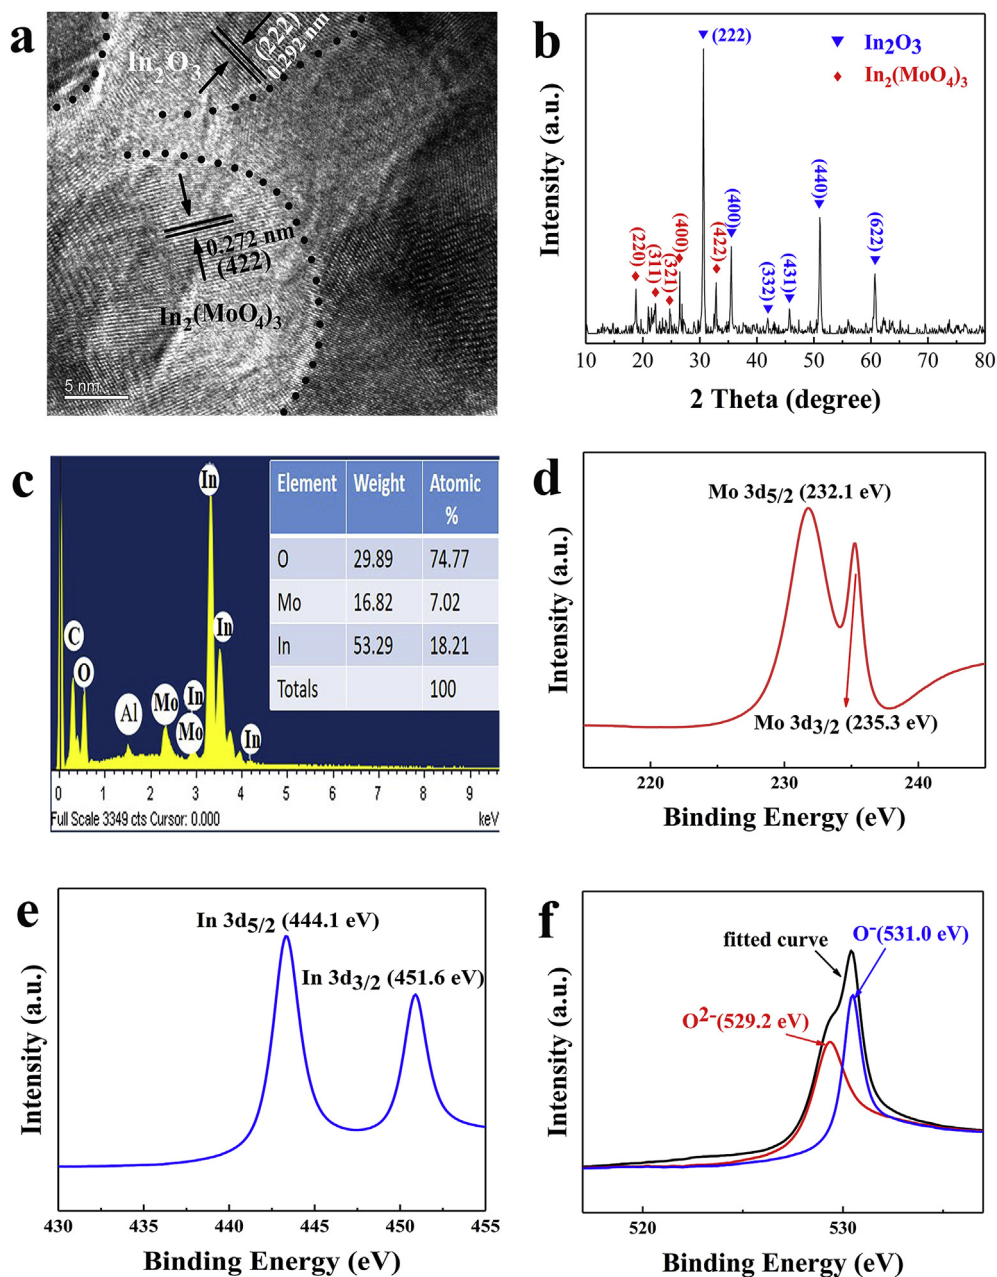 a
In₂O₃
(222)
0.292 nm
0.272 nm
(422)
In₂(MoO₄)₃
5 nm
b
Intensity (a.u.)
(222)
In₂O₃
In₂(MoO₄)₃
(220)
(311)
(321)
(400)
(422)
(400)
(332)
(431)
(440)
(622)
10 20 30 40 50 60 70 80
2 Theta (degree)
c
C
O
Al
Mo
In
Mo
In
In
In
Element Weight Atomic %
O 29.89 74.77
Mo 16.82 7.02
In 53.29 18.21
Totals 100
0 1 2 3 4 5 6 7 8 9
Full Scale 3349 cts Cursor: 0.000 keV
d
Intensity (a.u.)
Mo 3d5/2 (232.1 eV)
Mo 3d3/2 (235.3 eV)
220 230 240
Binding Energy (eV)
e
Intensity (a.u.)
In 3d5/2 (444.1 eV)
In 3d3/2 (451.6 eV)
430 435 440 445 450 455
Binding Energy (eV)
f
Intensity (a.u.)
fitted curve
O⁻(531.0 eV)
O²⁻(529.2 eV)
520 530
Binding Energy (eV)